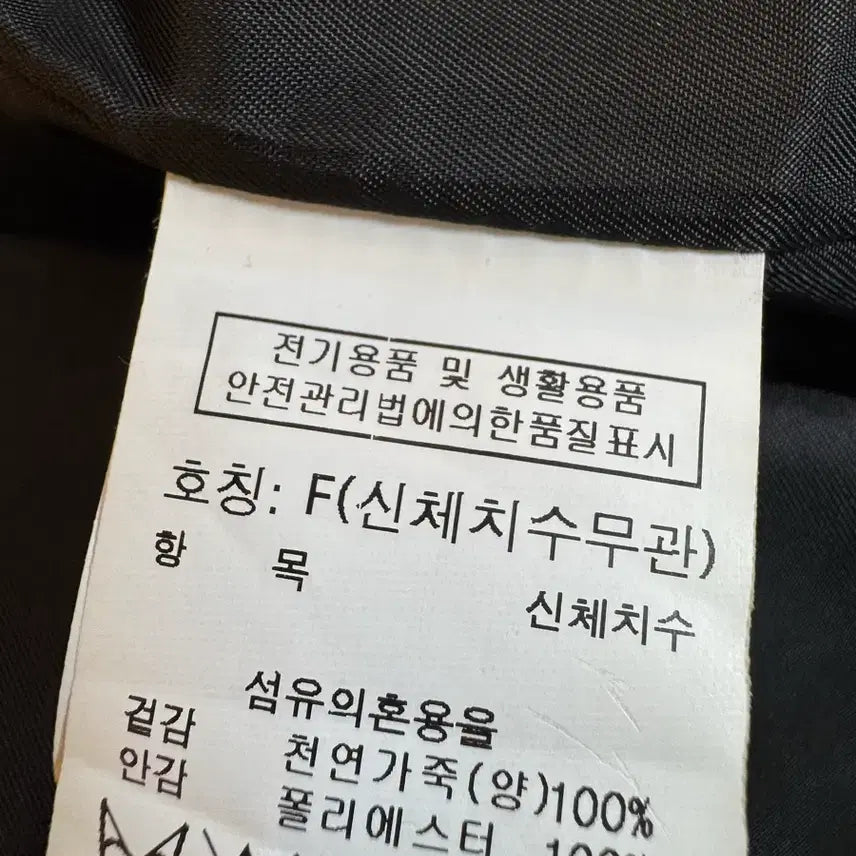 전기용품 및 생활용품
안전관리법에의한품질표시
호칭: F(신체치수무관)
항 목
신체치수
섬유의혼용율
겉감 천연가죽(양)100%
안감 폴리에스터 100%